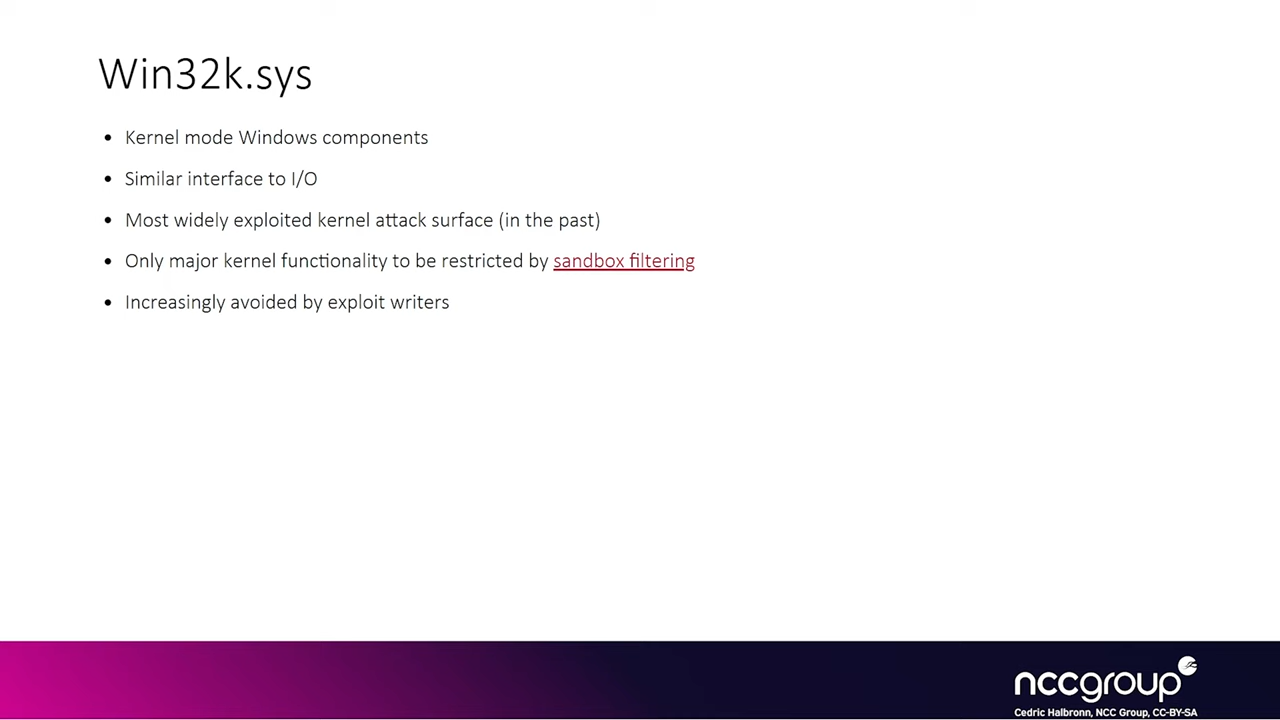 Win32k.sys
• Kernel mode Windows components
• Similar interface to I/O
• Most widely exploited kernel attack surface (in the past)
• Only major kernel functionality to be restricted by sandbox filtering
• Increasingly avoided by exploit writers
nccgroup
Cedric Halbronn, NCC Group, CC-BY-SA